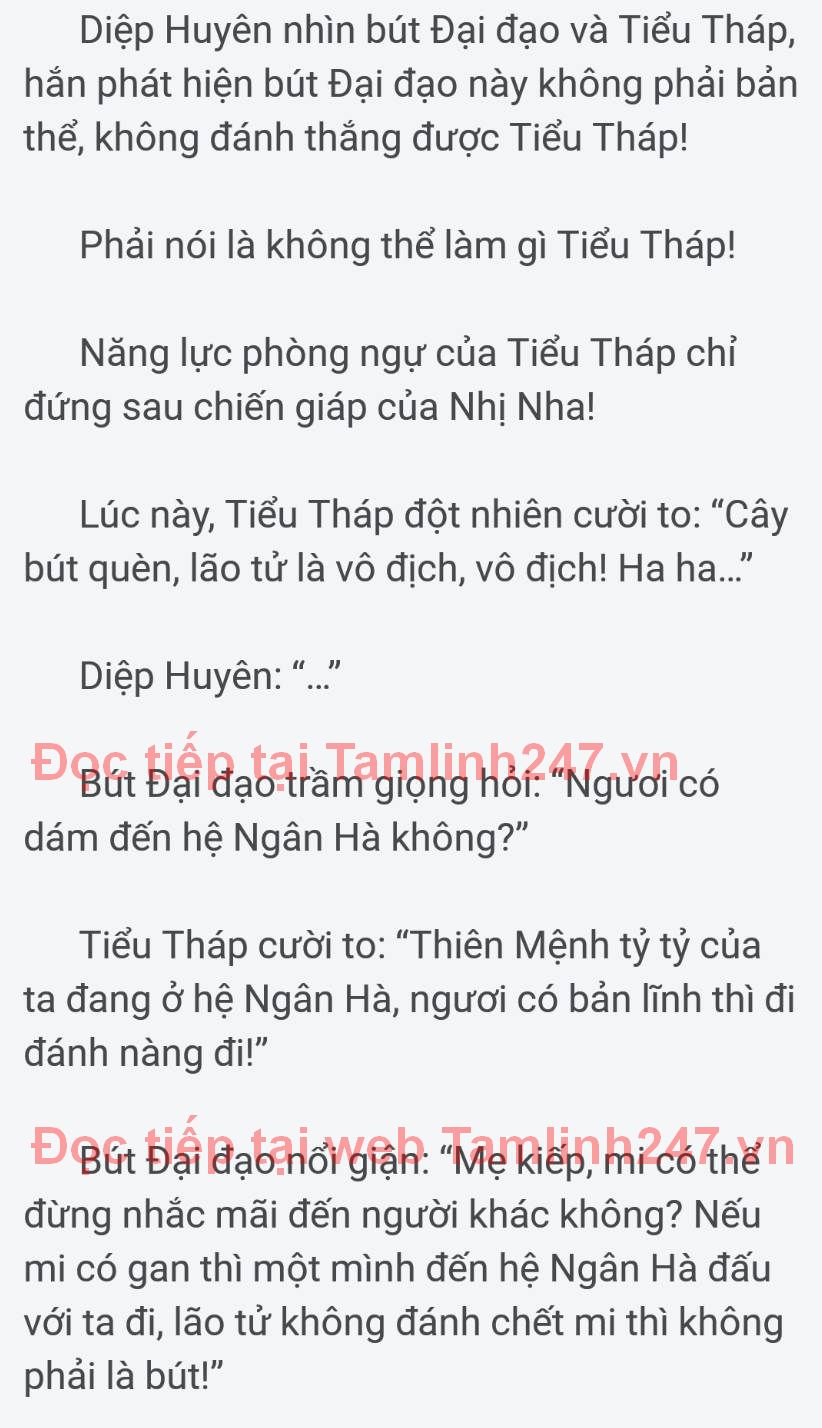 Diệp Huyên nhìn bút Đại đạo và Tiểu Tháp,
hắn phát hiện bút Đại đạo này không phải bản
thể, không đánh thắng được Tiểu Tháp!
Phải nói là không thể làm gì Tiểu Tháp!
Năng lực phòng ngự của Tiểu Tháp chỉ
đứng sau chiến giáp của Nhị Nha!
Lúc này, Tiểu Tháp đột nhiên cười to: “Cây
bút quèn, lão tử là vô địch, vô địch! Ha ha...”
Diệp Huyên: “...”
Đọc tiếp tại Tamlinh247.vn
Bút Đại đạo trầm giọng hỏi: “Ngươi có
dám đến hệ Ngân Hà không?”
Tiểu Tháp cười to: “Thiên Mệnh tỷ tỷ của
ta đang ở hệ Ngân Hà, ngươi có bản lĩnh thì đi
đánh nàng đi!”
Đọc tiếp tại web Tamlinh247.vn
Bút Đại đạo nổi giận: “Mẹ kiếp, mi có thể
đừng nhắc mãi đến người khác không? Nếu
mi có gan thì một mình đến hệ Ngân Hà đấu
với ta đi, lão tử không đánh chết mi thì không
phải là bút!”